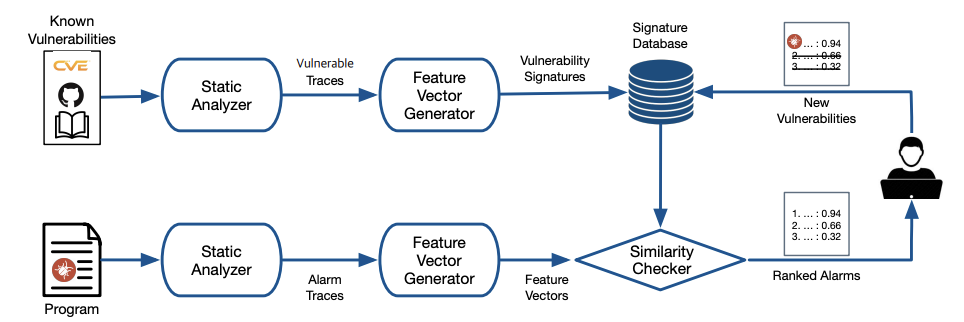 Known
Vulnerabilities
CVE
Static
Analyzer
Vulnerable
Traces
Feature
Vector
Generator
Vulnerability
Signatures
Signature
Database
... : 0.94
2. ... : 0.66
3. ... : 0.32
New
Vulnerabilities
Program
Static
Analyzer
Alarm
Traces
Feature
Vector
Generator
Feature
Vectors
Similarity
Checker
1. ... : 0.94
2. ... : 0.66
3. ... : 0.32
Ranked Alarms